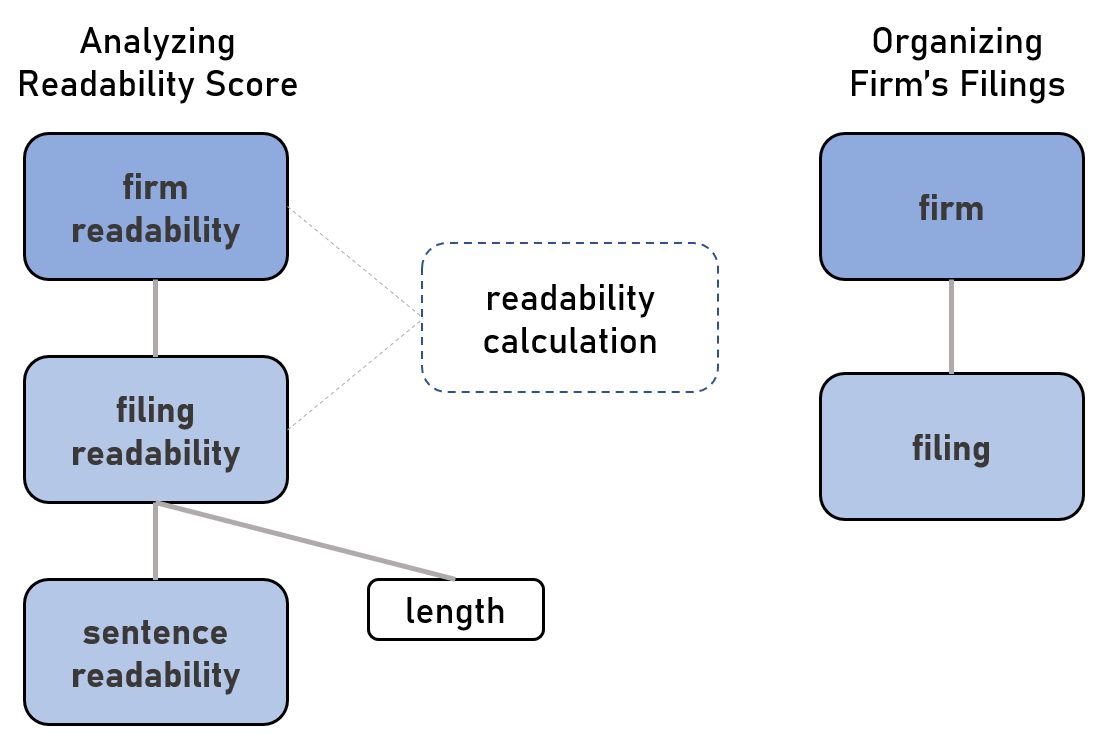 Analyzing
Readability Score
firm
readability
filing
readability
sentence
readability
length
readability
calculation
Organizing
Firm's Filings
firm
filing